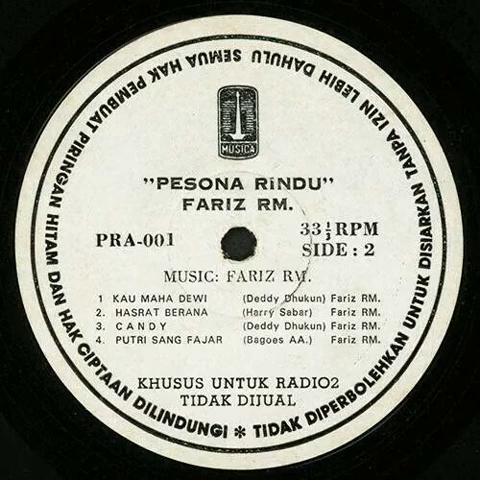 SEMUA HAK PEMBUAT PIRINGAN HITAM DAN HAK CIPTAAN DILINDUNGI * TIDAK DIPERBOLEHKAN UNTUK DISIARKAN TANPA IZIN LEBIH DAHULU
MUSICA
"PESONA RINDU"
FARIZ RM.
PRA-001
33⅓ RPM
SIDE : 2
MUSIC: FARIZ RM.
1 KAU MAHA DEWI (Deddy Dhukun) Fariz RM.
2. HASRAT BERANA (Harry Sabar) Fariz RM.
3. CANDY (Deddy Dhukun) Fariz RM.
4. PUTRI SANG FAJAR (Bagoes AA.) Fariz RM.
KHUSUS UNTUK RADIO2
TIDAK DIJUAL